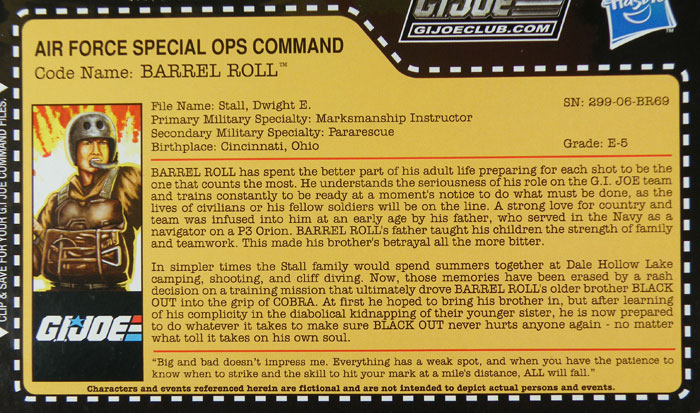 GI JOE
GIJOECLUB.COM
Hasbro
AIR FORCE SPECIAL OPS COMMAND
Code Name: BARREL ROLL™
File Name: Stall, Dwight E.
SN: 299-06-BR69
Primary Military Specialty: Marksmanship Instructor
Secondary Military Specialty: Pararescue
Birthplace: Cincinnati, Ohio
Grade: E-5
BARREL ROLL has spent the better part of his adult life preparing for each shot to be the
one that counts the most. He understands the seriousness of his role on the G.I. JOE team
and trains constantly to be ready at a moment's notice to do what must be done, as the
lives of civilians or his fellow soldiers will be on the line. A strong love for country and
team was infused into him at an early age by his father, who served in the Navy as a
navigator on a P3 Orion. BARREL ROLL's father taught his children the strength of family
and teamwork. This made his brother's betrayal all the more bitter.
In simpler times the Stall family would spend summers together at Dale Hollow Lake
camping, shooting, and cliff diving. Now, those memories have been erased by a rash
decision on a training mission that ultimately drove BARREL ROLL's older brother BLACK
OUT into the grip of COBRA. At first he hoped to bring his brother in, but after learning
of his complicity in the diabolical kidnapping of their younger sister, he is now prepared
to do whatever it takes to make sure BLACK OUT never hurts anyone again - no matter
what toll it takes on his own soul.
"Big and bad doesn't impress me. Everything has a weak spot, and when you have the patience to
know when to strike and the skill to hit your mark at a mile's distance, ALL will fall."
Characters and events referenced herein are fictional and are not intended to depict actual persons and events.
GI JOE
CLIP & SAVE FOR YOUR G.I. JOE COMMAND FILES.